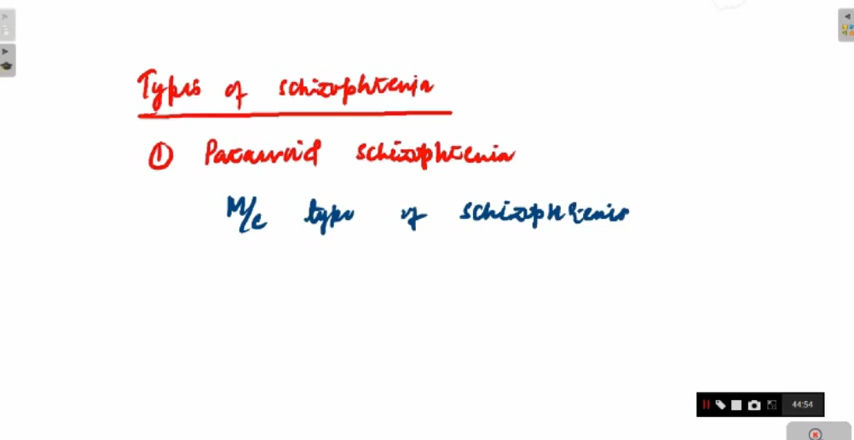 Types of schizophrenia
① Paranoid schizophrenia
M/c type of schizophrenia
44:54